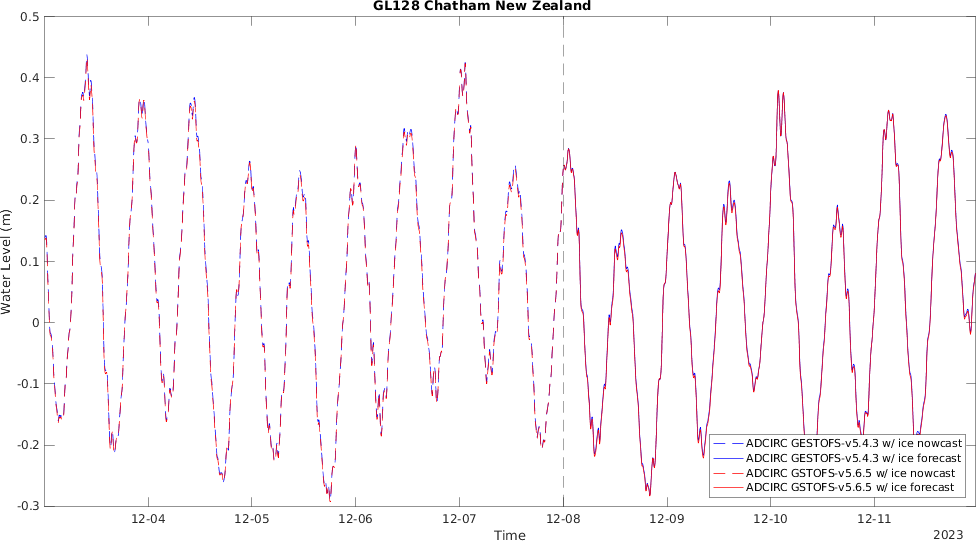 GL128 Chatham New Zealand
0.5
0.4
0.3
0.2
0.1
0
-0.1
-0.2
-0.3
Water Level (m)
ADCIRC GESTOFS-v5.4.3 w/ ice nowcast
ADCIRC GESTOFS-v5.4.3 w/ ice forecast
ADCIRC GSTOFS-v5.6.5 w/ ice nowcast
ADCIRC GSTOFS-v5.6.5 w/ ice forecast
12-04 12-05 12-06 12-07 12-08 12-09 12-10 12-11
Time
2023